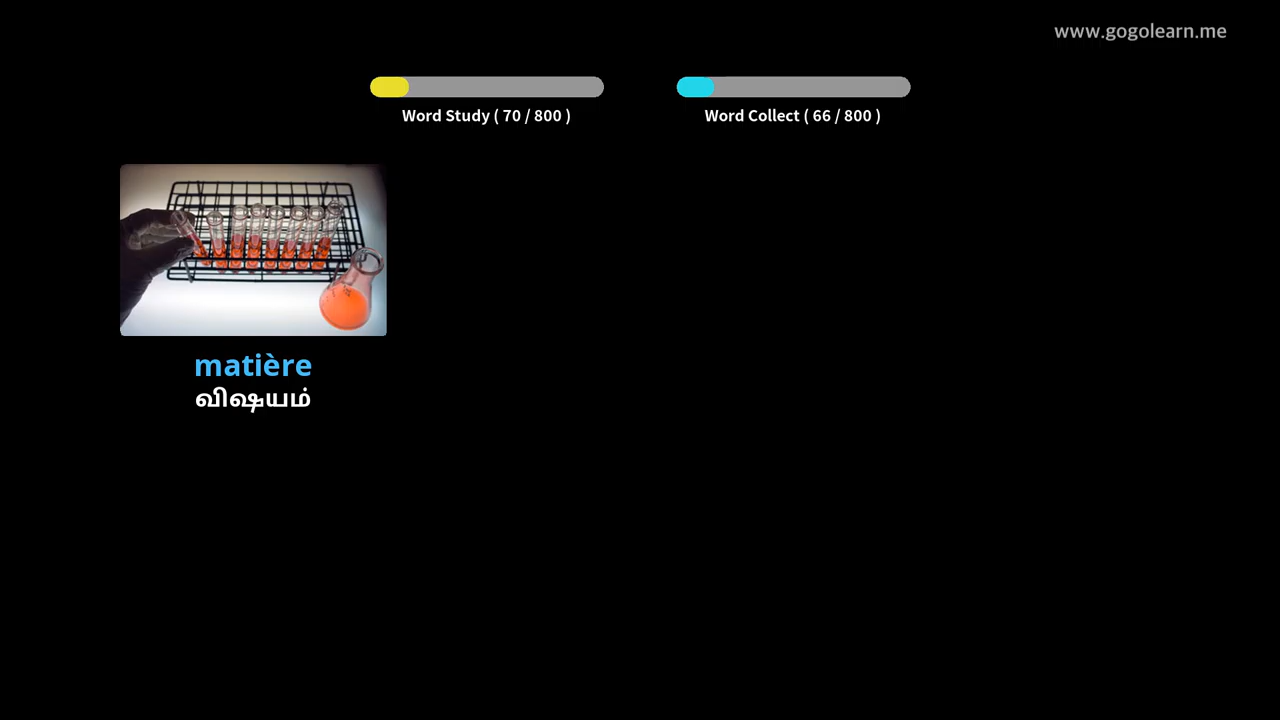 www.gogolearn.me
Word Study ( 70 / 800 )
Word Collect ( 66 / 800 )
matière
விஷயம்